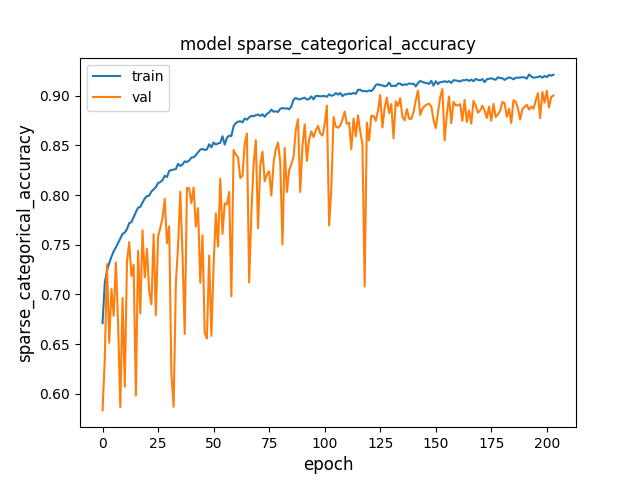 model sparse_categorical_accuracy
train
val
sparse_categorical_accuracy
0.90
0.85
0.80
0.75
0.70
0.65
0.60
0 25 50 75 100 125 150 175 200
epoch